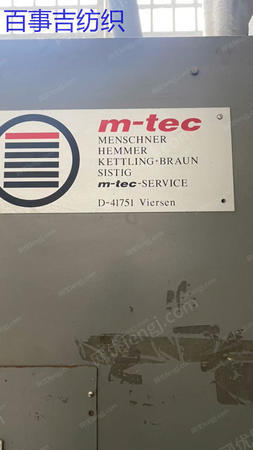 百事吉纺织
m-tec
MENSCHNER
HEMMER
KETTLING+BRAUN
SISTIG
m-tec-SERVICE
D-41751 Viersen